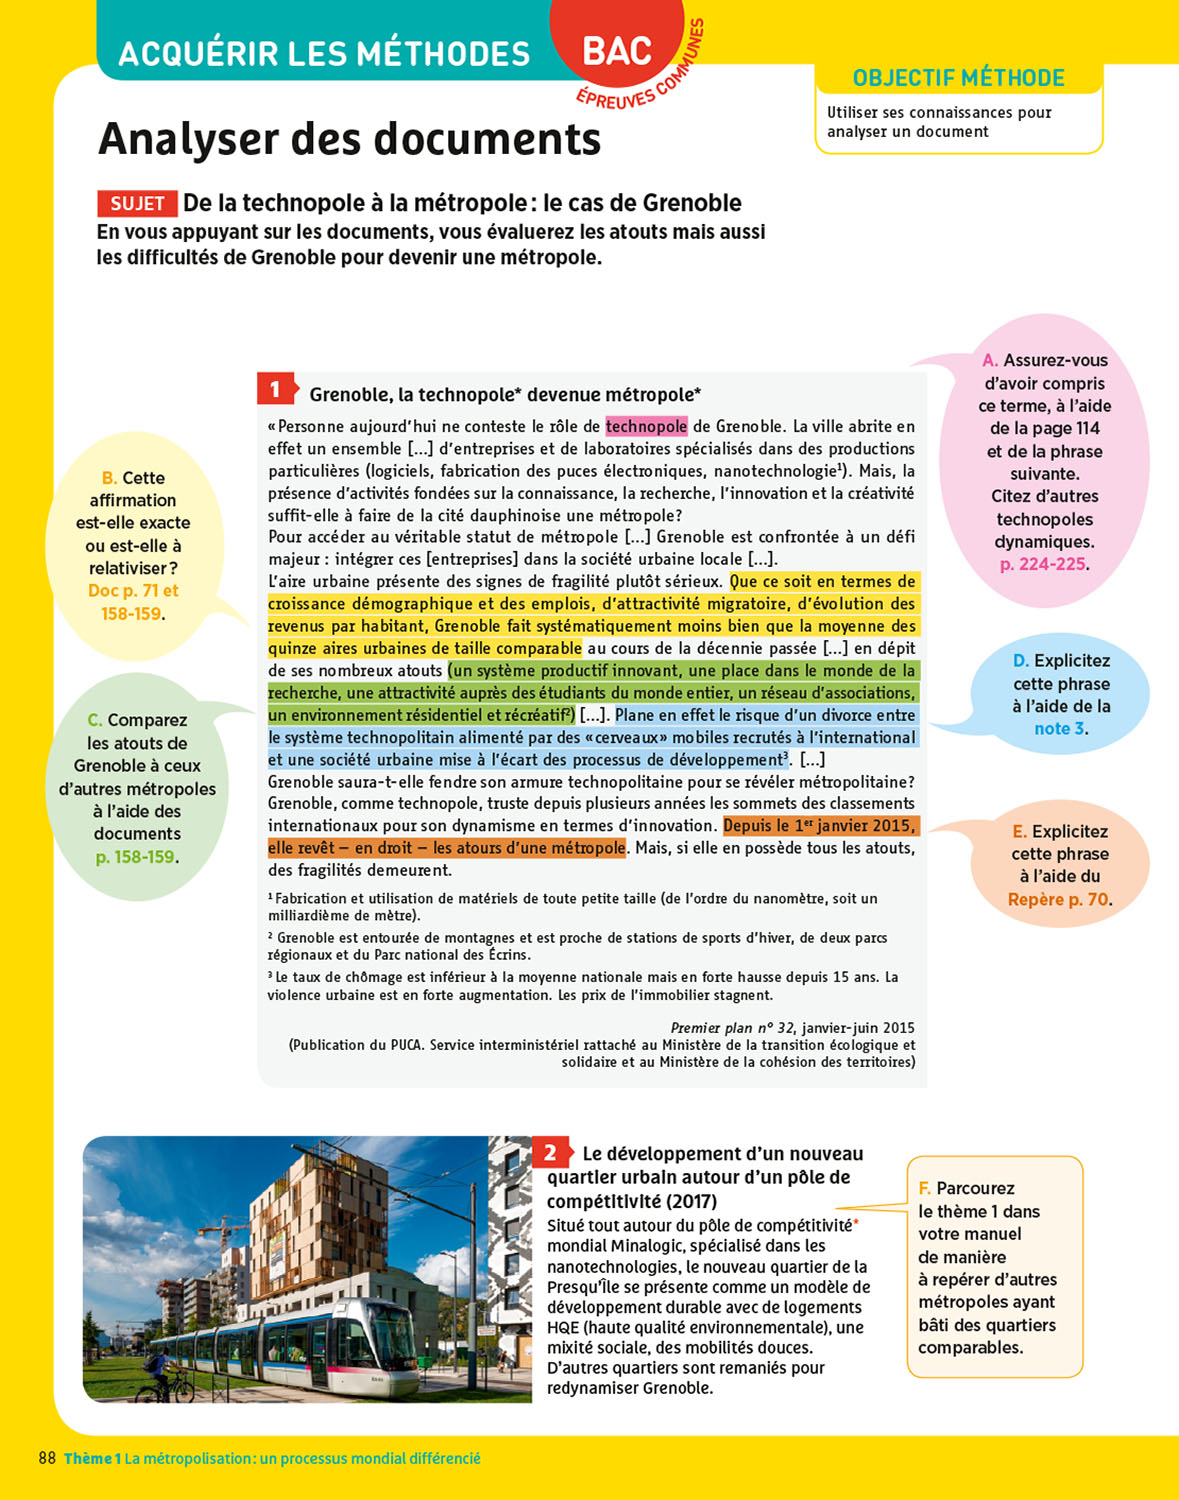 ACQUÉRIR LES MÉTHODES
BAC
ÉPREUVES COMMUNES
OBJECTIF MÉTHODE
Utiliser ses connaissances pour
analyser un document
Analyser des documents
SUJET De la technopole à la métropole : le cas de Grenoble
En vous appuyant sur les documents, vous évaluerez les atouts mais aussi
les difficultés de Grenoble pour devenir une métropole.
1 Grenoble, la technopole* devenue métropole*
« Personne aujourd'hui ne conteste le rôle de technopole de Grenoble. La ville abrite en
effet un ensemble [...] d'entreprises et de laboratoires spécialisés dans des productions
particulières (logiciels, fabrication des puces électroniques, nanotechnologie¹). Mais, la
présence d'activités fondées sur la connaissance, la recherche, l'innovation et la créativité
suffit-elle à faire de la cité dauphinoise une métropole ?
Pour accéder au véritable statut de métropole [...] Grenoble est confrontée à un défi
majeur : intégrer ces [entreprises] dans la société urbaine locale [...].
L'aire urbaine présente des signes de fragilité plutôt sérieux. Que ce soit en termes de
croissance démographique et des emplois, d'attractivité migratoire, d'évolution des
revenus par habitant, Grenoble fait systématiquement moins bien que la moyenne des
quinze aires urbaines de taille comparable au cours de la décennie passée [...] en dépit
de ses nombreux atouts (un système productif innovant, une place dans le monde de la
recherche, une attractivité auprès des étudiants du monde entier, un réseau d'associations,
un environnement résidentiel et récréatif²) [...]. Plane en effet le risque d'un divorce entre
le système technopolitain alimenté par des « cerveaux » mobiles recrutés à l'international
et une société urbaine mise à l'écart des processus de développement³. [...]
Grenoble saura-t-elle fendre son armure technopolitaine pour se révéler métropolitaine ?
Grenoble, comme technopole, truste depuis plusieurs années les sommets des classements
internationaux pour son dynamisme en termes d'innovation. Depuis le 1er janvier 2015,
elle revêt – en droit – les atours d'une métropole. Mais, si elle en possède tous les atouts,
des fragilités demeurent.
¹ Fabrication et utilisation de matériels de toute petite taille (de l'ordre du nanomètre, soit un
milliardième de mètre).
² Grenoble est entourée de montagnes et est proche de stations de sports d'hiver, de deux parcs
régionaux et du Parc national des Écrins.
³ Le taux de chômage est inférieur à la moyenne nationale mais en forte hausse depuis 15 ans. La
violence urbaine est en forte augmentation. Les prix de l'immobilier stagnent.
Premier plan n° 32, janvier-juin 2015
(Publication du PUCA. Service interministériel rattaché au Ministère de la transition écologique et
solidaire et au Ministère de la cohésion des territoires)
A. Assurez-vous
d'avoir compris
ce terme, à l'aide
de la page 114
et de la phrase
suivante.
Citez d'autres
technopoles
dynamiques.
p. 224-225.
B. Cette
affirmation
est-elle exacte
ou est-elle à
relativiser ?
Doc p. 71 et
158-159.
C. Comparez
les atouts de
Grenoble à ceux
d'autres métropoles
à l'aide des
documents
p. 158-159.
D. Explicitez
cette phrase
à l'aide de la
note 3.
E. Explicitez
cette phrase
à l'aide du
Repère p. 70.
2 Le développement d'un nouveau
quartier urbain autour d'un pôle de
compétitivité (2017)
Situé tout autour du pôle de compétitivité*
mondial Minalogic, spécialisé dans les
nanotechnologies, le nouveau quartier de la
Presqu'Île se présente comme un modèle de
développement durable avec de logements
HQE (haute qualité environnementale), une
mixité sociale, des mobilités douces.
D'autres quartiers sont remaniés pour
redynamiser Grenoble.
F. Parcourez
le thème 1 dans
votre manuel
de manière
à repérer d'autres
métropoles ayant
bâti des quartiers
comparables.
88 Thème 1 La métropolisation : un processus mondial différencié